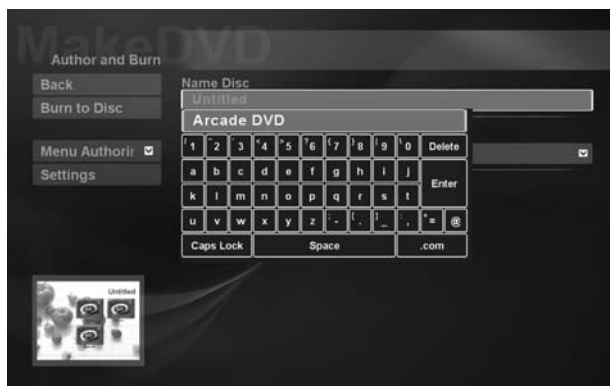 MakeDVD
Author and Burn
Back
Burn to Disc
Menu Authorin
Settings
Name Disc
Untitled
Arcade DVD
1 2 3 4 5 6 7 8 9 0 Delete
a b c d e f g h i j
Enter
k l m n o p q r s t
u v w x y z - . _ , = @
Caps Lock Space .com
Untitled